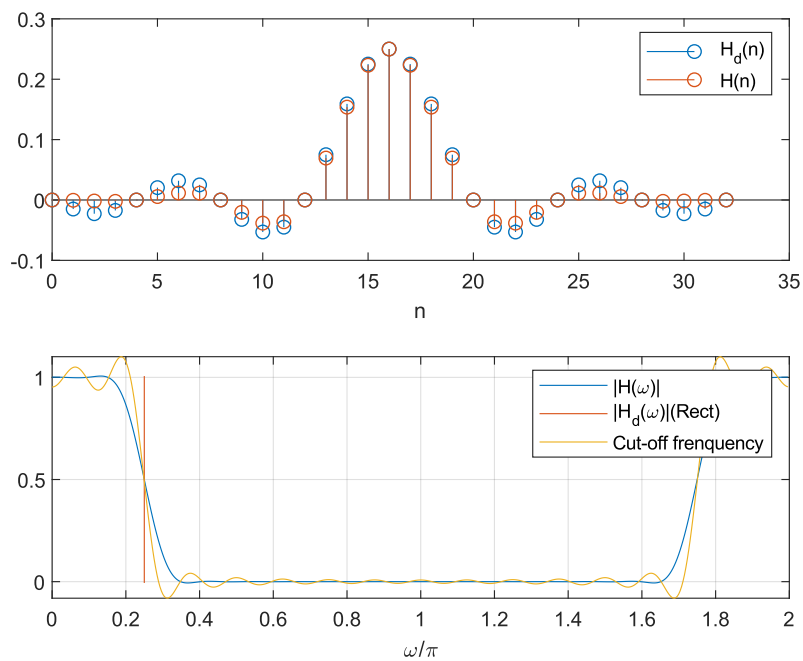 0.3
0.2
0.1
0
-0.1
0 5 10 15 20 25 30 35
n
H_d(n)
H(n)
1
0.5
0
0 0.2 0.4 0.6 0.8 1 1.2 1.4 1.6 1.8 2
ω/π
|H(ω)|
|H_d(ω)|(Rect)
Cut-off frenquency